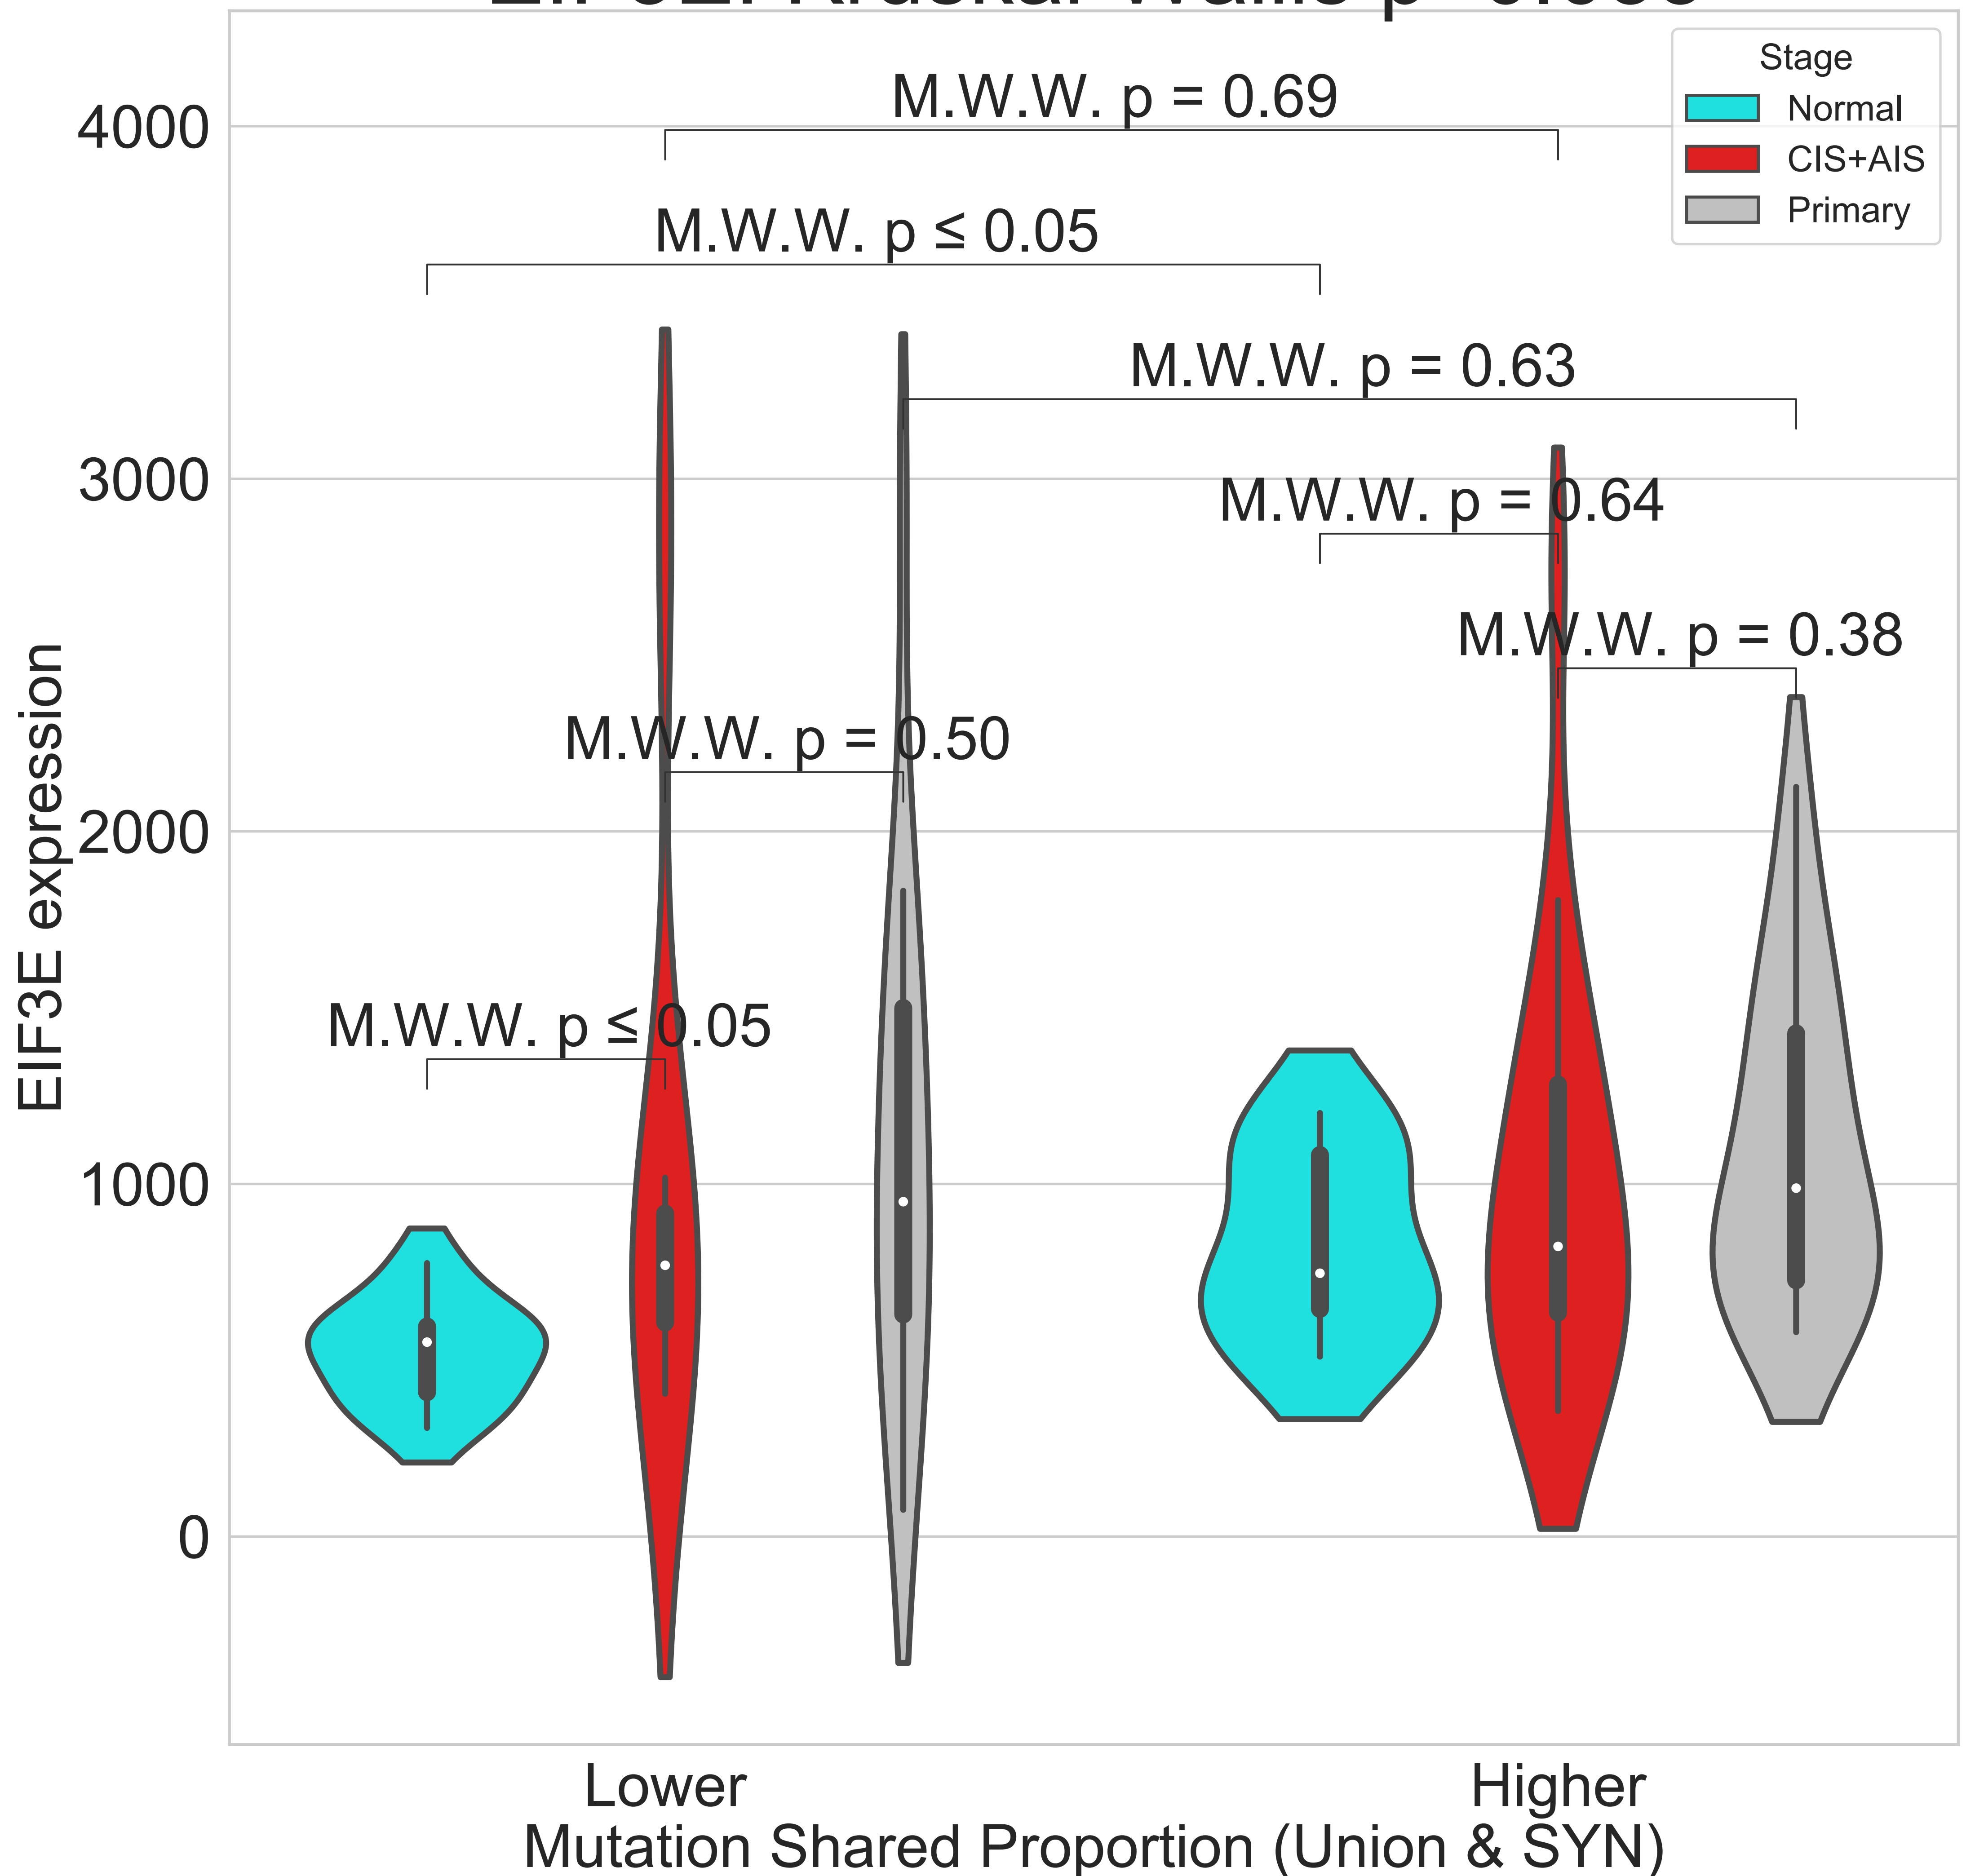 Stage
Normal
CIS+AIS
Primary
M.W.W. p = 0.69
M.W.W. p ≤ 0.05
M.W.W. p = 0.63
M.W.W. p = 0.64
M.W.W. p = 0.38
M.W.W. p = 0.50
M.W.W. p ≤ 0.05
4000
3000
2000
1000
0
EIF3E expression
Lower
Higher
Mutation Shared Proportion (Union & SYN)